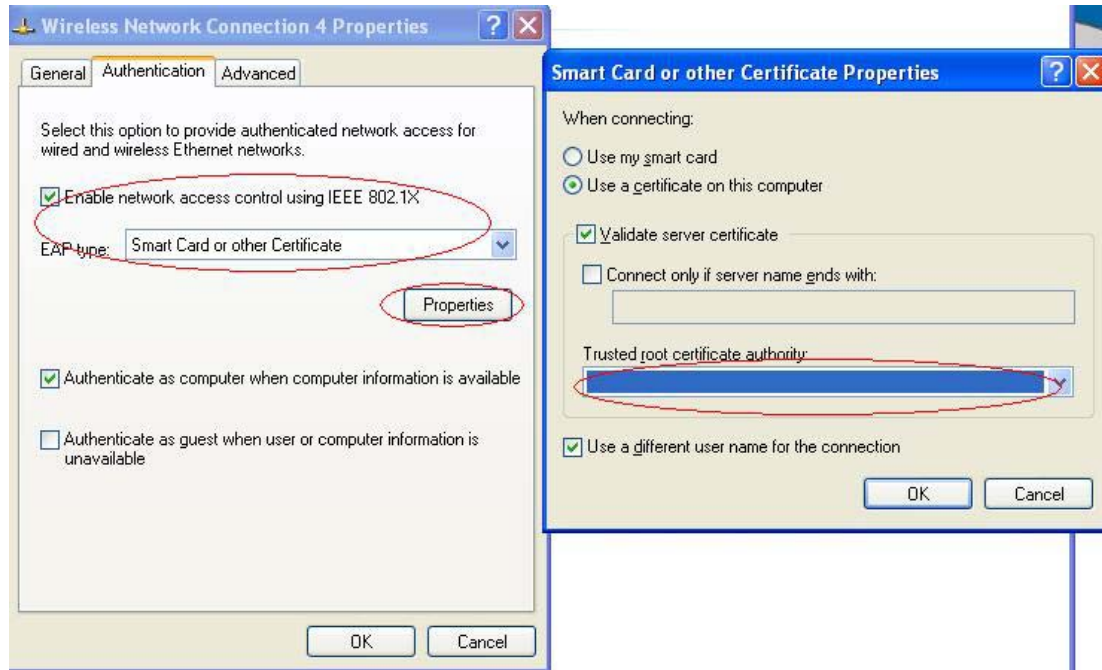 Wireless Network Connection 4 Properties
General Authentication Advanced
Select this option to provide authenticated network access for
wired and wireless Ethernet networks.
Enable network access control using IEEE 802.1X
EAP type: Smart Card or other Certificate
Properties
Authenticate as computer when computer information is available
Authenticate as guest when user or computer information is
unavailable
OK Cancel
Smart Card or other Certificate Properties
When connecting:
Use my smart card
Use a certificate on this computer
Validate server certificate
Connect only if server name ends with:
Trusted root certificate authority:
Use a different user name for the connection
OK Cancel